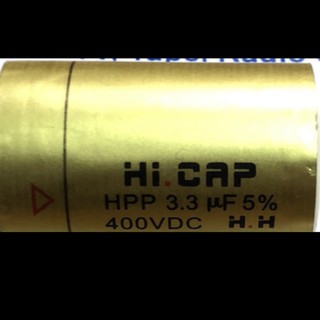 Hi.CAP
HPP 3.3 µF 5%
400VDC H.H